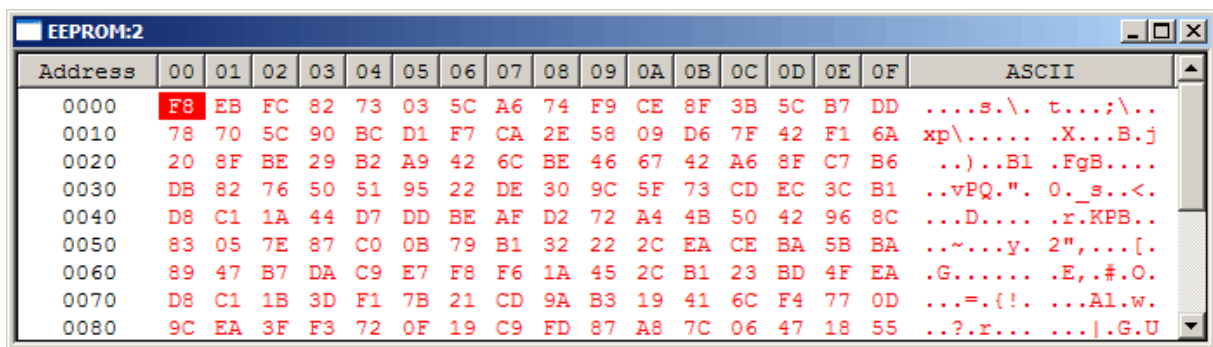 EEPROM:2
Address 00 01 02 03 04 05 06 07 08 09 0A 0B 0C 0D 0E 0F ASCII
0000 F8 EB FC 82 73 03 5C A6 74 F9 CE 8F 3B 5C B7 DD ....s.\. t...;\..
0010 78 70 5C 90 BC D1 F7 CA 2E 58 09 D6 7F 42 F1 6A xp\..... .X...B.j
0020 20 8F BE 29 B2 A9 42 6C BE 46 67 42 A6 8F C7 B6 ..)..Bl .FgB....
0030 DB 82 76 50 51 95 22 DE 30 9C 5F 73 CD EC 3C B1 ..vPQ.". 0._s..<.
0040 D8 C1 1A 44 D7 DD BE AF D2 72 A4 4B 50 42 96 8C ...D.... .r.KPB..
0050 83 05 7E 87 C0 0B 79 B1 32 22 2C EA CE BA 5B BA ..~...y. 2",...[.
0060 89 47 B7 DA C9 E7 F8 F6 1A 45 2C B1 23 BD 4F EA .G...... .E,.#.O.
0070 D8 C1 1B 3D F1 7B 21 CD 9A B3 19 41 6C F4 77 0D ...=.{!. ...Al.w.
0080 9C EA 3F F3 72 0F 19 C9 FD 87 A8 7C 06 47 18 55 ..?.r... ...|.G.U